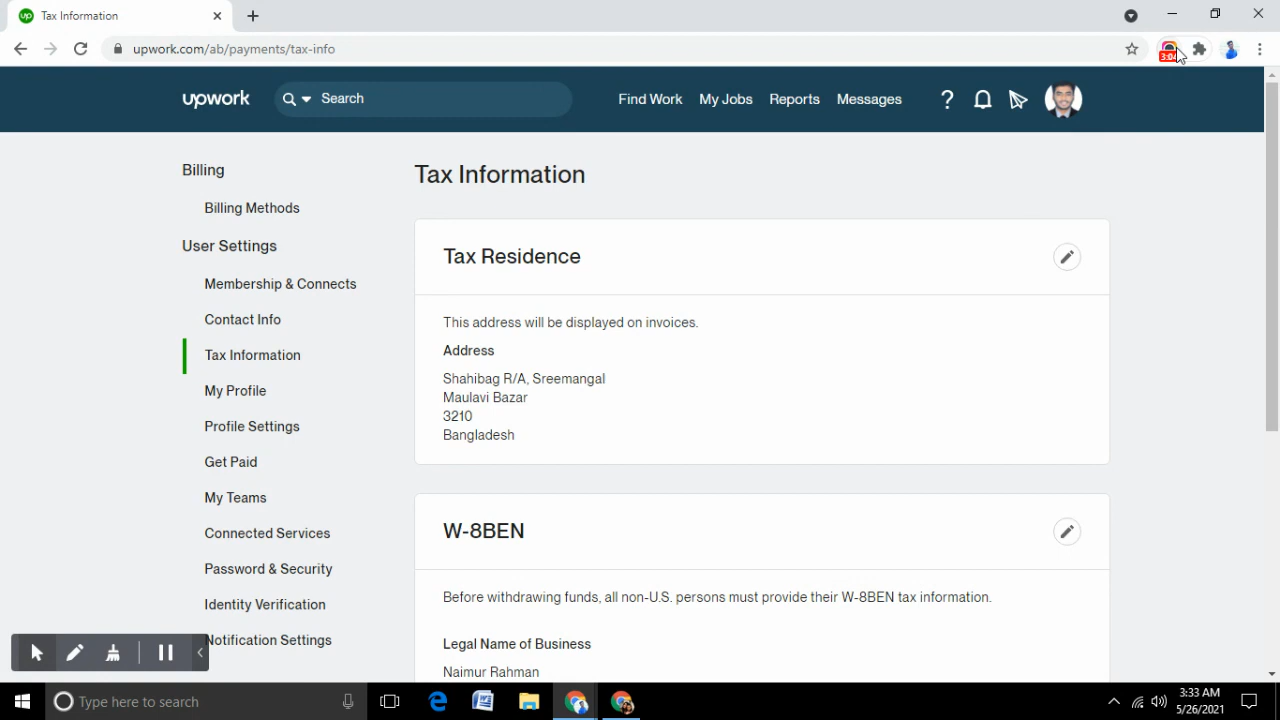 Tax Information
upwork.com/ab/payments/tax-info
3:04
upwork
Search
Find Work
My Jobs
Reports
Messages
?
Billing
Billing Methods
User Settings
Membership & Connects
Contact Info
Tax Information
My Profile
Profile Settings
Get Paid
My Teams
Connected Services
Password & Security
Identity Verification
Notification Settings
Tax Information
Tax Residence
This address will be displayed on invoices.
Address
Shahibag R/A, Sreemangal
Maulavi Bazar
3210
Bangladesh
W-8BEN
Before withdrawing funds, all non-U.S. persons must provide their W-8BEN tax information.
Legal Name of Business
Naimur Rahman
Type here to search
3:33 AM
5/26/2021